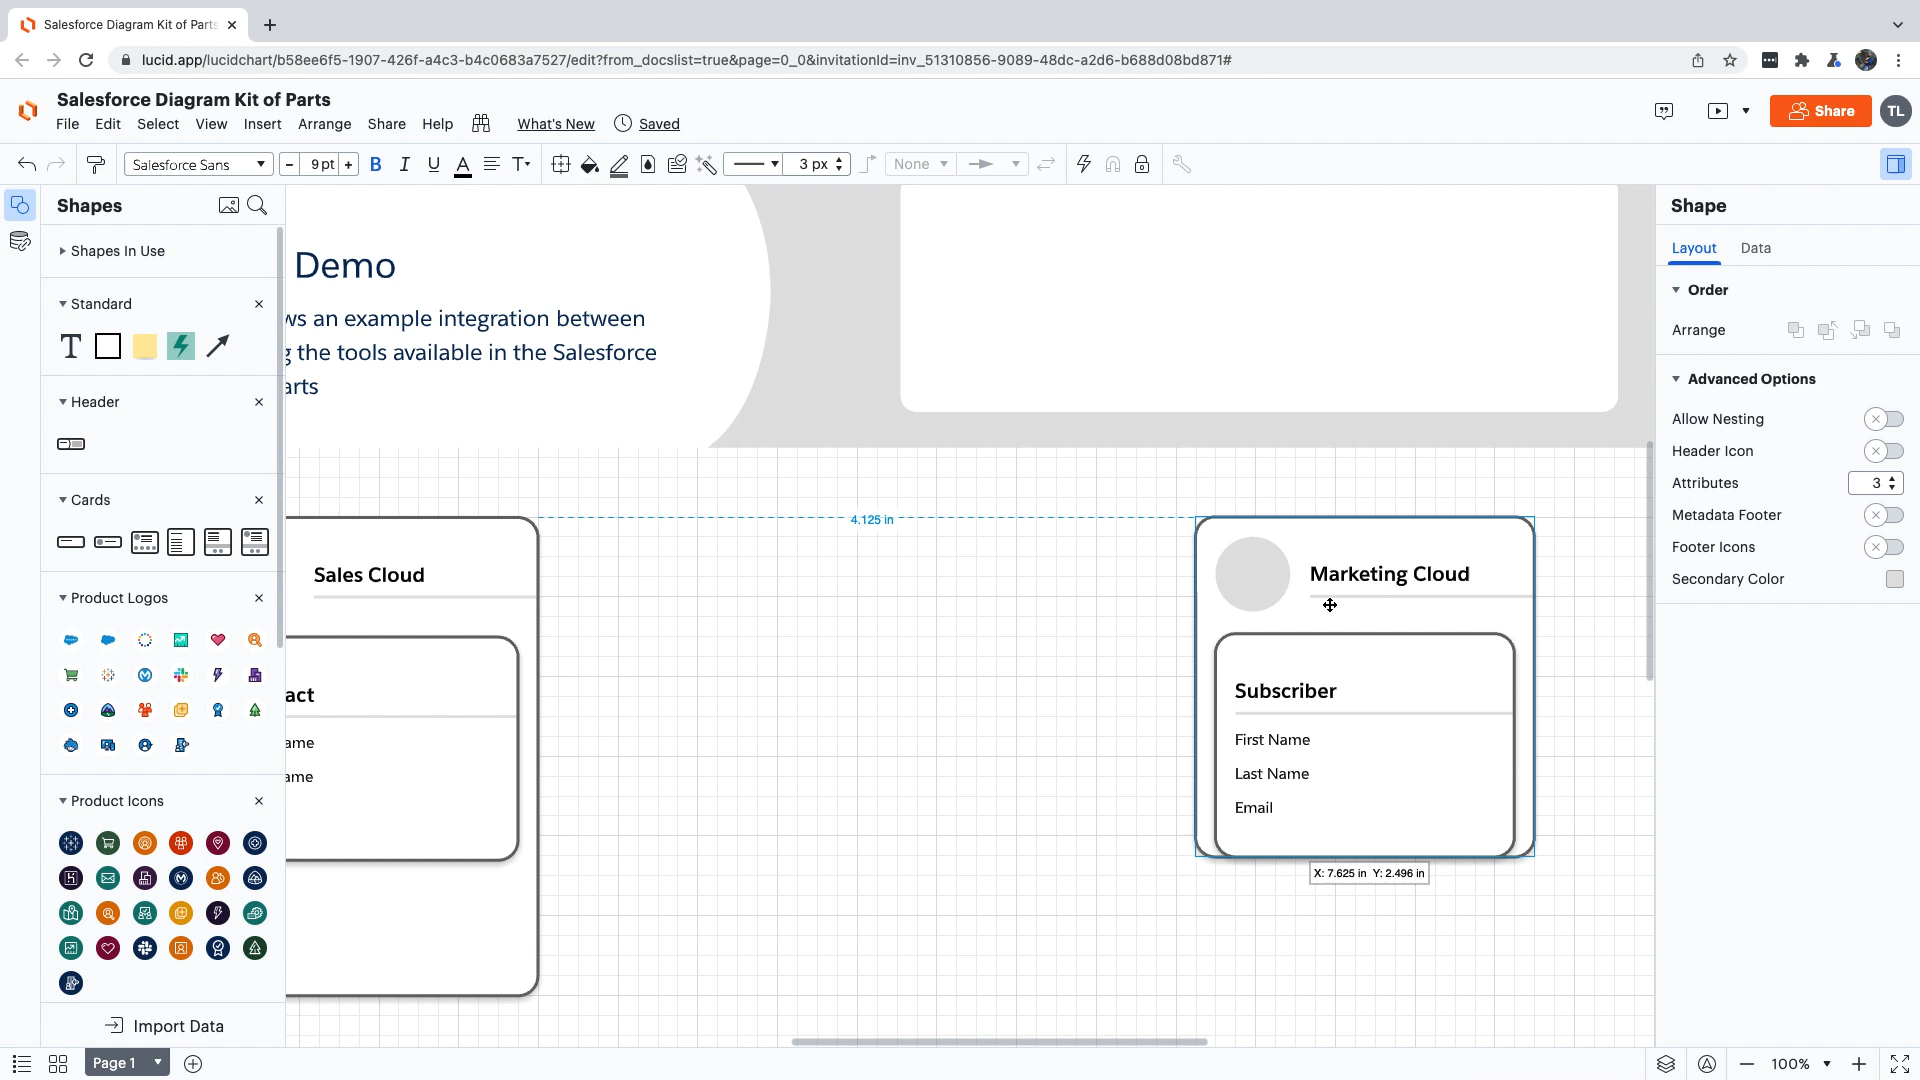 Salesforce Diagram Kit of Parts
lucid.app/lucidchart/b58ee6f5-1907-426f-a4c3-b4c0683a7527/edit?from_docslist=true&page=0_0&invitationId=inv_51310856-9089-48dc-a2d6-b688d08bd871#
Salesforce Diagram Kit of Parts
File Edit Select View Insert Arrange Share Help What's New Saved
Share TL
Salesforce Sans 9 pt B I U A T 3 px None
Shapes
Shapes In Use
Standard
T
Header
Cards
Product Logos
Product Icons
Import Data
Demo
ws an example integration between
g the tools available in the Salesforce
arts
4.125 in
Sales Cloud
act
ame
ame
Marketing Cloud
Subscriber
First Name
Last Name
Email
X: 7.625 in Y: 2.496 in
Shape
Layout Data
Order
Arrange
Advanced Options
Allow Nesting
Header Icon
Attributes 3
Metadata Footer
Footer Icons
Secondary Color
Page 1
100%